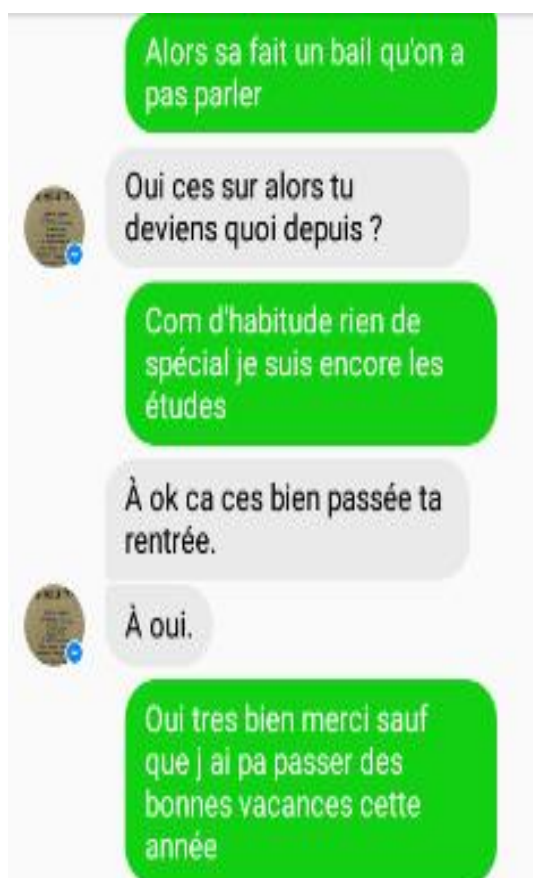 Alors sa fait un bail qu'on a
pas parler
Oui ces sur alors tu
deviens quoi depuis ?
Com d'habitude rien de
spécial je suis encore les
études
À ok ca ces bien passée ta
rentrée.
À oui.
Oui tres bien merci sauf
que j ai pa passer des
bonnes vacances cette
année